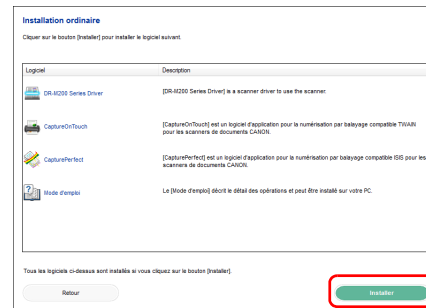 Installation ordinaire
Cliquer sur le bouton [Installer] pour installer le logiciel suivant.
Logiciel Description
DR-M200 Series Driver [DR-M200 Series Driver] is a scanner driver to use the scanner.
CaptureOnTouch [CaptureOnTouch] est un logiciel d'application pour la numérisation par balayage compatible TWAIN
pour les scanners de documents CANON.
CapturePerfect [CapturePerfect] est un logiciel d'application pour la numérisation par balayage compatible ISIS pour les
scanners de documents CANON.
Mode d'emploi Le [Mode d'emploi] décrit le détail des opérations et peut être installé sur votre PC.
Tous les logiciels ci-dessus sont installés si vous cliquez sur le bouton [Installer].
Retour Installer